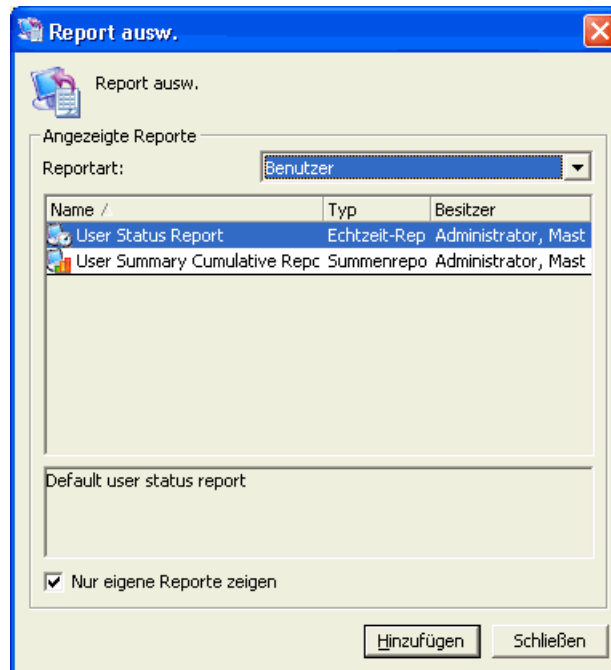 Report ausw.
Report ausw.
Angezeigte Reporte
Reportart: Benutzer
Name Typ Besitzer
User Status Report Echtzeit-Rep Administrator, Mast
User Summary Cumulative Repo Summenrepo Administrator, Mast
Default user status report
Nur eigene Reporte zeigen
Hinzufügen Schließen